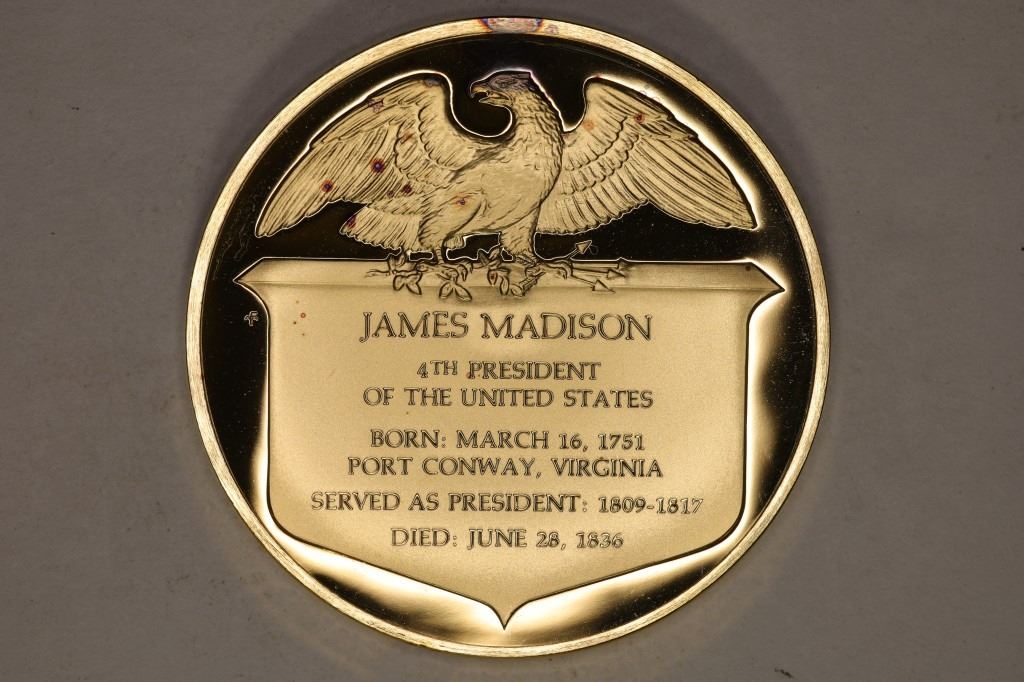 JAMES MADISON
4TH PRESIDENT
OF THE UNITED STATES
BORN: MARCH 16, 1751
PORT CONWAY, VIRGINIA
SERVED AS PRESIDENT: 1809-1817
DIED: JUNE 28, 1836